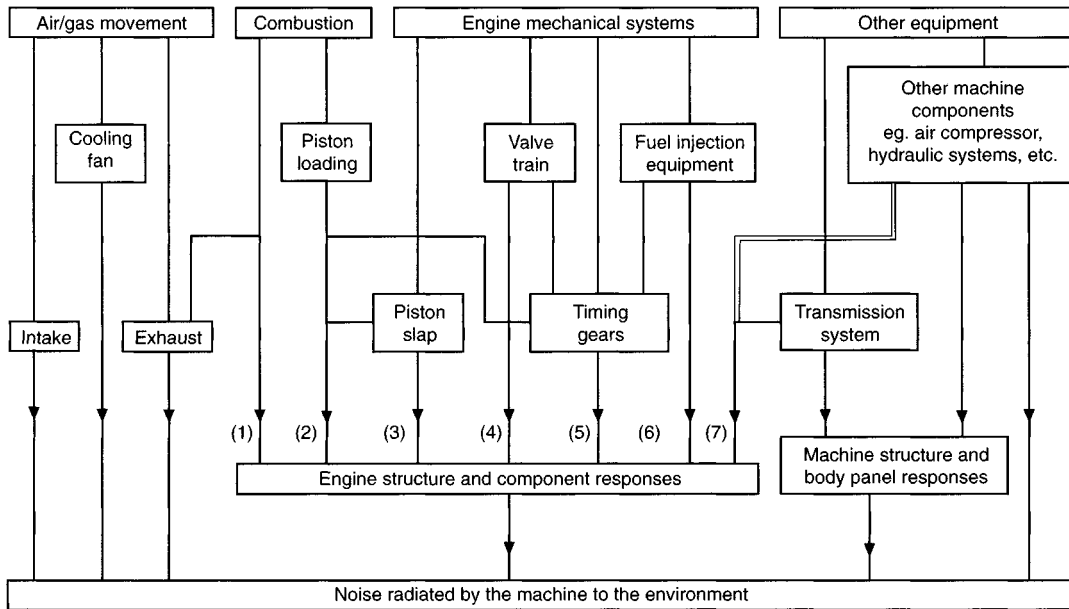 Air/gas movement
Combustion
Engine mechanical systems
Other equipment
Other machine
components
eg. air compressor,
hydraulic systems, etc.
Cooling
fan
Piston
loading
Valve
train
Fuel injection
equipment
Intake
Exhaust
Piston
slap
Timing
gears
Transmission
system
(1)
(2)
(3)
(4)
(5)
(6)
(7)
Engine structure and component responses
Machine structure and
body panel responses
Noise radiated by the machine to the environment